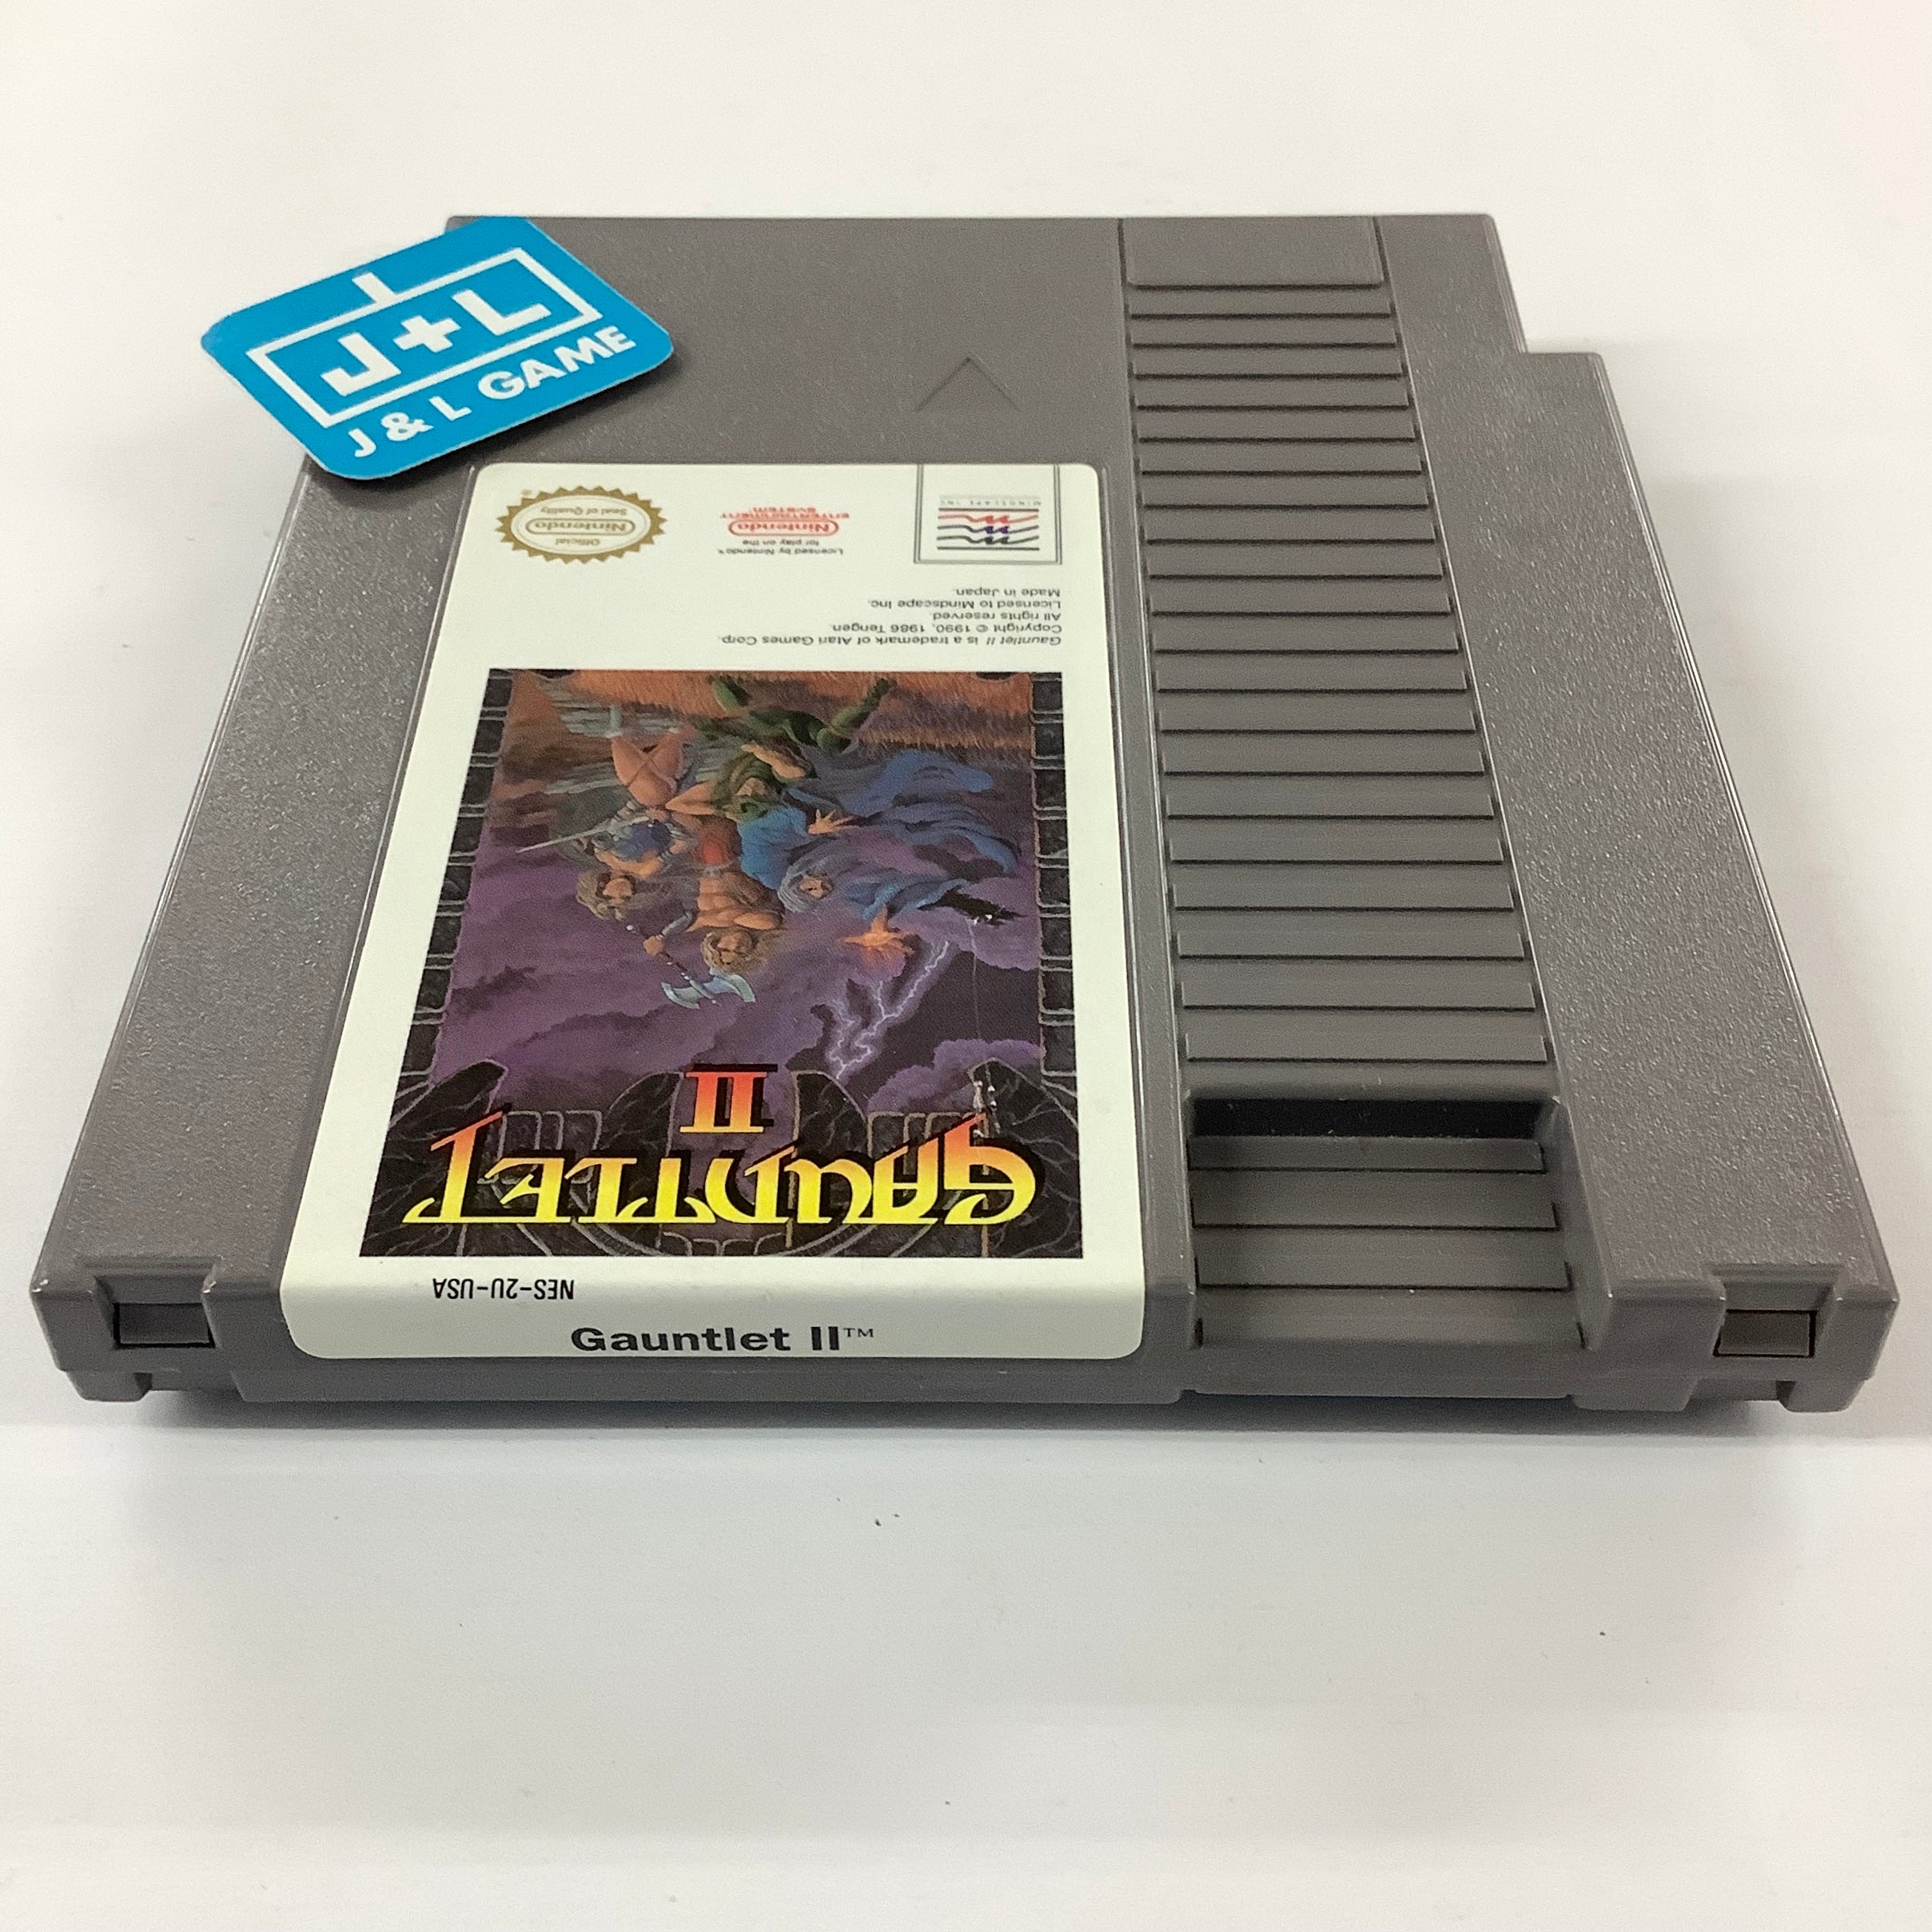 J+L
J & L GAME
Gauntlet II™
NES-2U-USA
GAUNTLET
II
Gauntlet II is a trademark of Atari Games Corp.
Copyright © 1990, 1986 Tengen.
All rights reserved.
Licensed to Mindscape Inc.
Made in Japan.
MINDSCAPE INC
Licensed by Nintendo®
for play on the
Nintendo
ENTERTAINMENT
SYSTEM
Official
Nintendo
Seal of Quality
®